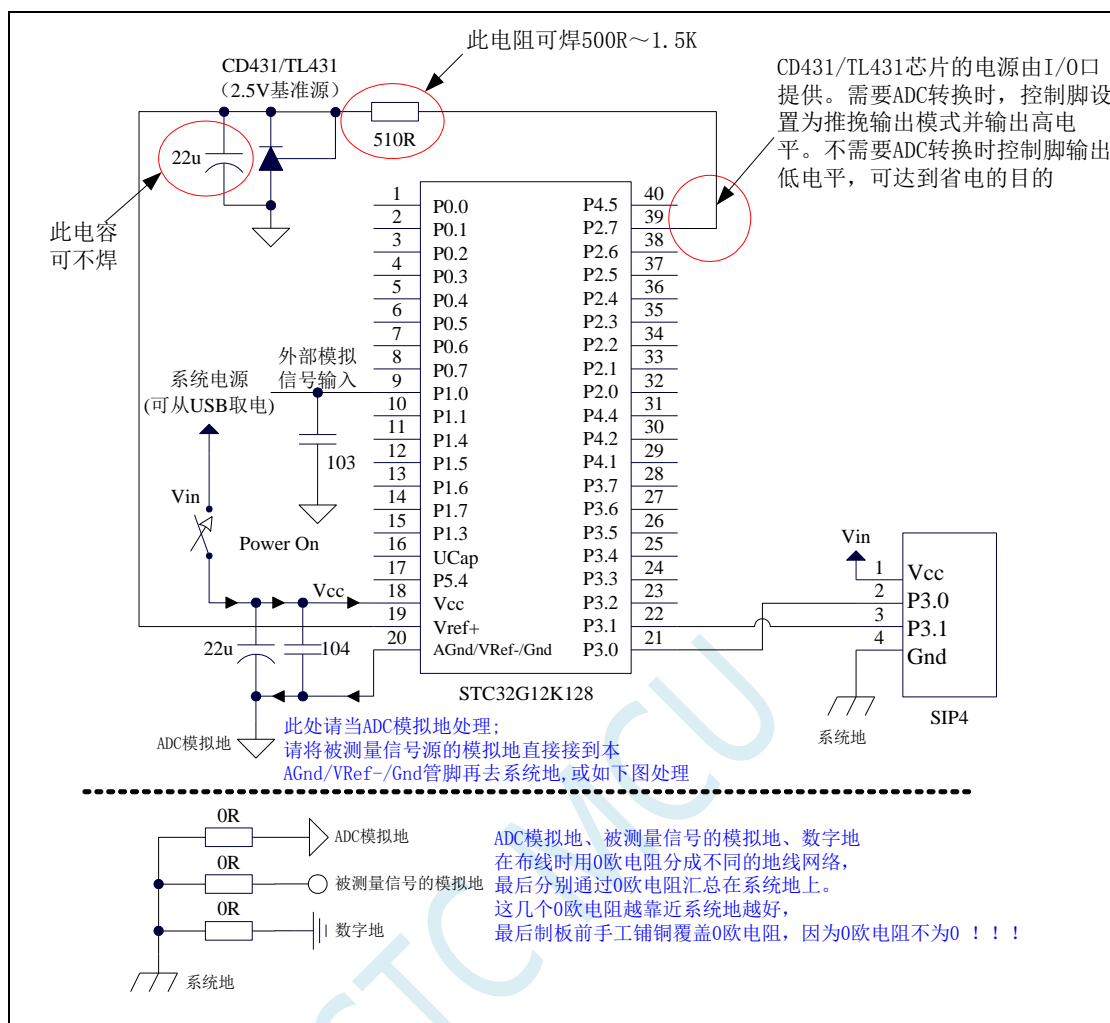 此电阻可焊500R～1.5K
CD431/TL431
（2.5V基准源）
510R
22u
此电容
可不焊
CD431/TL431芯片的电源由I/O口
提供。需要ADC转换时，控制脚设
置为推挽输出模式并输出高电
平。不需要ADC转换时控制脚输出
低电平，可达到省电的目的
1 P0.0
2 P0.1
3 P0.2
4 P0.3
5 P0.4
6 P0.5
7 P0.6
8 P0.7
9 P1.0
10 P1.1
11 P1.4
12 P1.5
13 P1.6
14 P1.7
15 P1.3
16 UCap
17 P5.4
18 Vcc
19 Vref+
20 AGnd/VRef-/Gnd
P4.5 40
P2.7 39
P2.6 38
P2.5 37
P2.4 36
P2.3 35
P2.2 34
P2.1 33
P2.0 32
P4.4 31
P4.2 30
P4.1 29
P3.7 28
P3.6 27
P3.5 26
P3.4 25
P3.3 24
P3.2 23
P3.1 22
P3.0 21
STC32G12K128
外部模拟
信号输入
103
系统电源
(可从USB取电)
Vin
Power On
Vcc
22u
104
ADC模拟地
Vin
1 Vcc
2 P3.0
3 P3.1
4 Gnd
SIP4
系统地
此处请当ADC模拟地处理;
请将被测量信号源的模拟地直接接到本
AGnd/VRef-/Gnd管脚再去系统地,或如下图处理
0R
ADC模拟地
0R
被测量信号的模拟地
0R
数字地
系统地
ADC模拟地、被测量信号的模拟地、数字地
在布线时用0欧电阻分成不同的地线网络，
最后分别通过0欧电阻汇总在系统地上。
这几个0欧电阻越靠近系统地越好，
最后制板前手工铺铜覆盖0欧电阻，因为0欧电阻不为0 ！！！
STC MCU